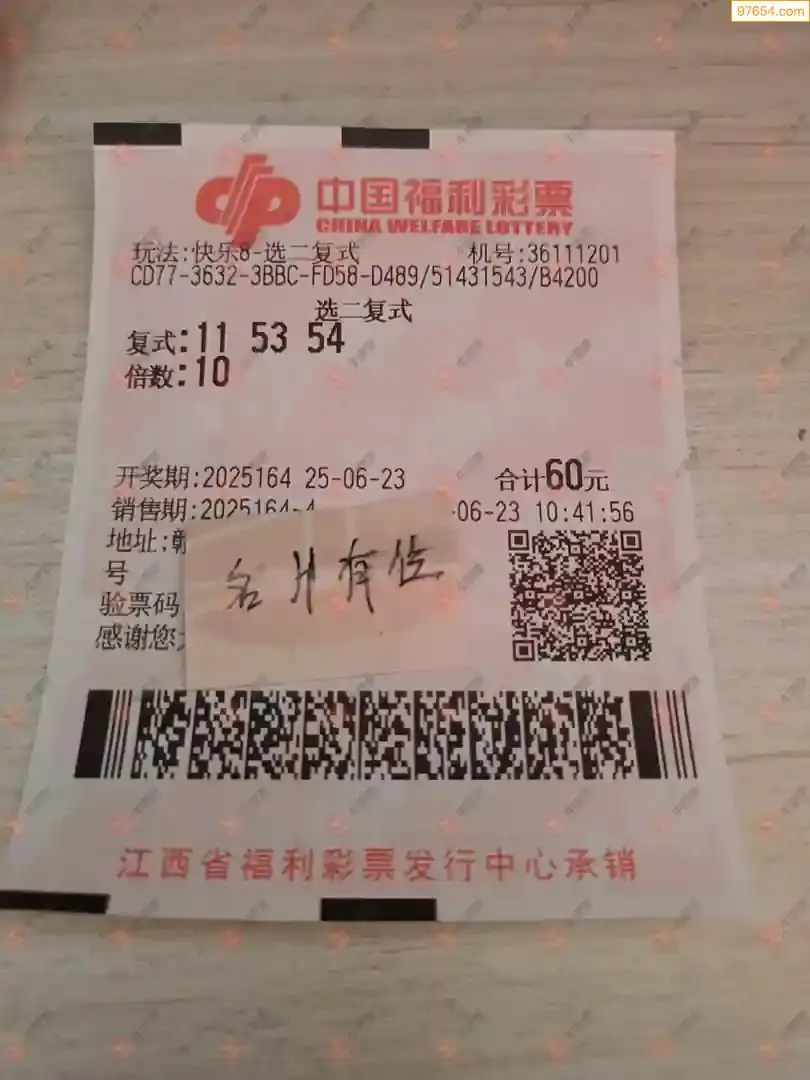 97654.com
中国福利彩票
CHINA WELFARE LOTTERY
玩法:快乐8-选二复式 机号:36111201
CD77-3632-3BBC-FD58-D489/51431543/B4200
选二复式
复式:11 53 54
倍数:10
开奖期:2025164 25-06-23 合计60元
销售期:2025164-4 -06-23 10:41:56
地址:赣
号
验票码
感谢您
名片有位
江西省福利彩票发行中心承销